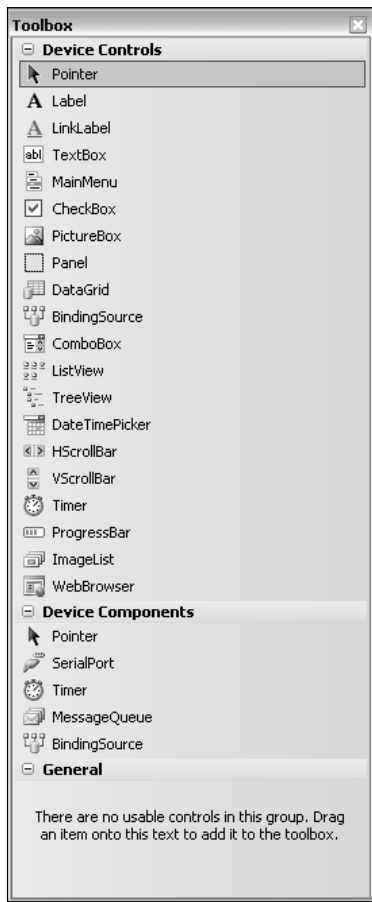 Toolbox
Device Controls
Pointer
A Label
A LinkLabel
abl TextBox
MainMenu
CheckBox
PictureBox
Panel
DataGrid
BindingSource
ComboBox
ListView
TreeView
DateTimePicker
HScrollBar
VScrollBar
Timer
ProgressBar
ImageList
WebBrowser
Device Components
Pointer
SerialPort
Timer
MessageQueue
BindingSource
General
There are no usable controls in this group. Drag
an item onto this text to add it to the toolbox.